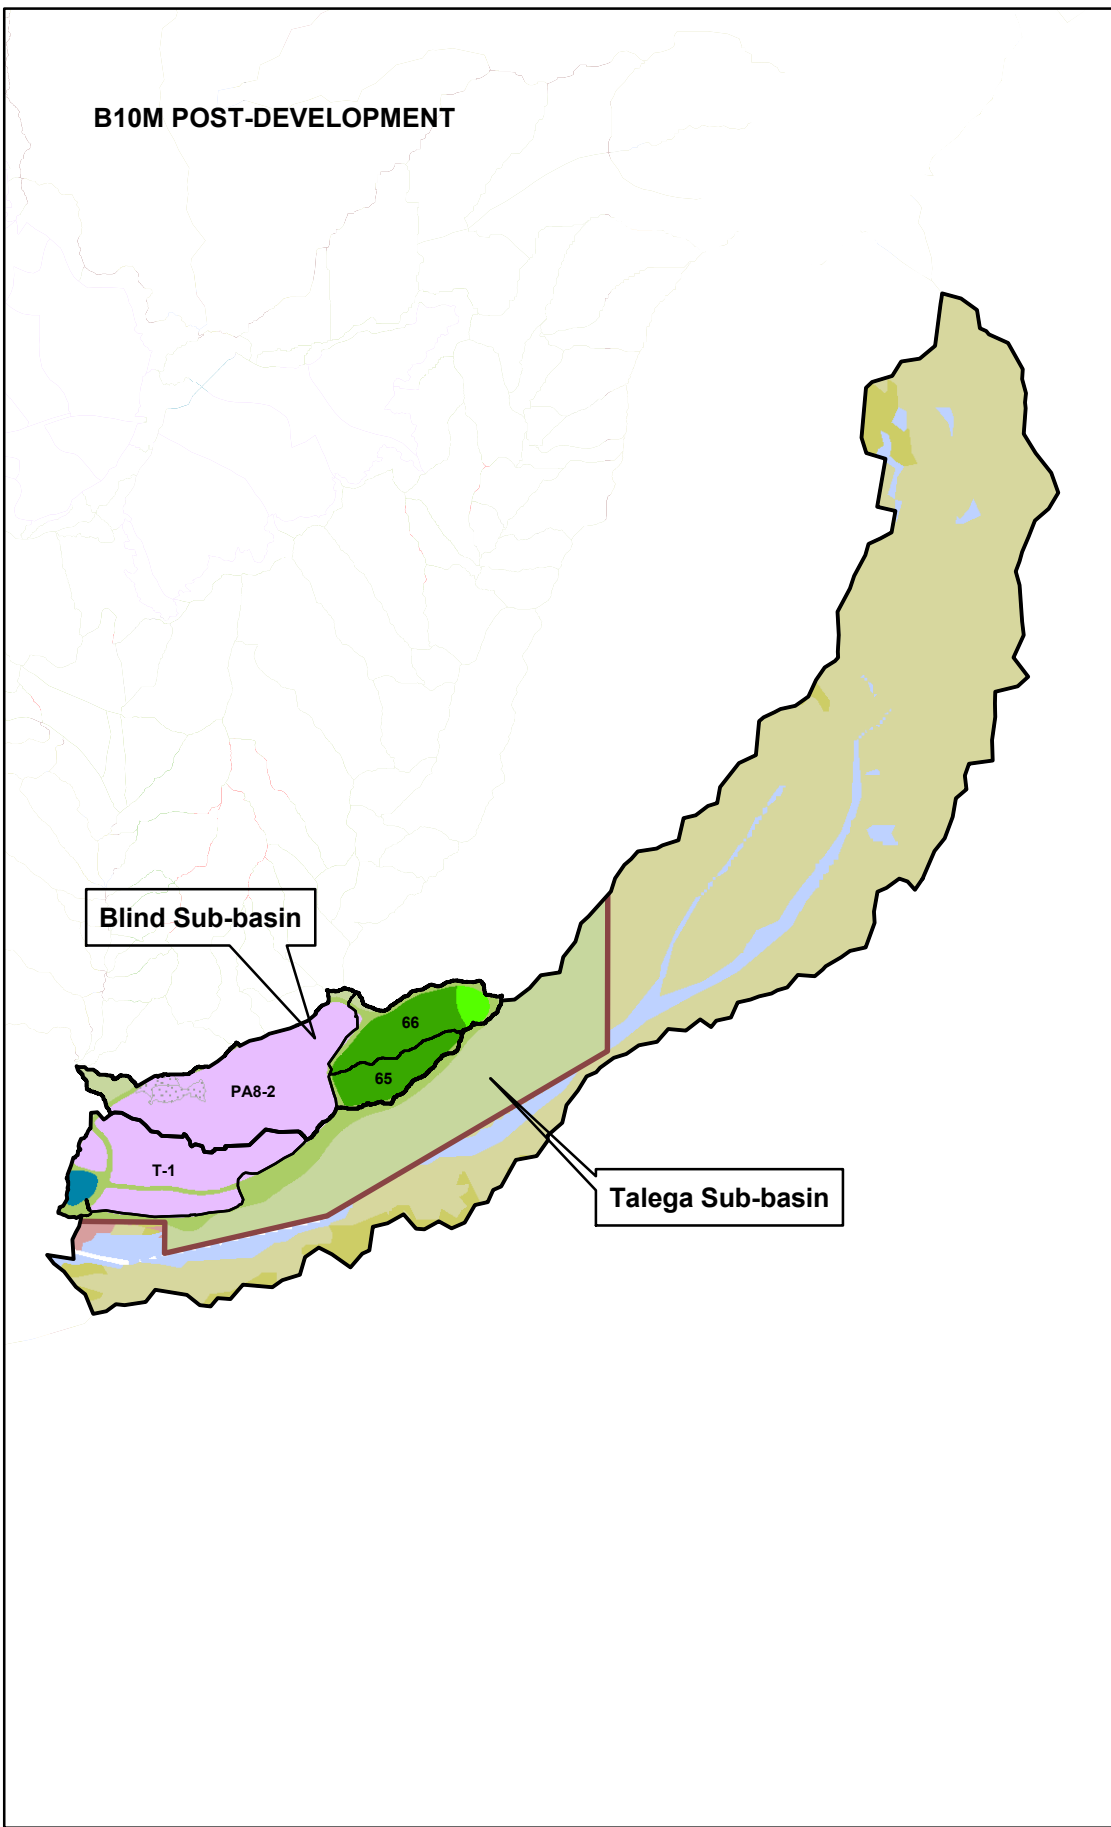 B10M POST-DEVELOPMENT
Blind Sub-basin
66
65
PA8-2
T-1
Talega Sub-basin